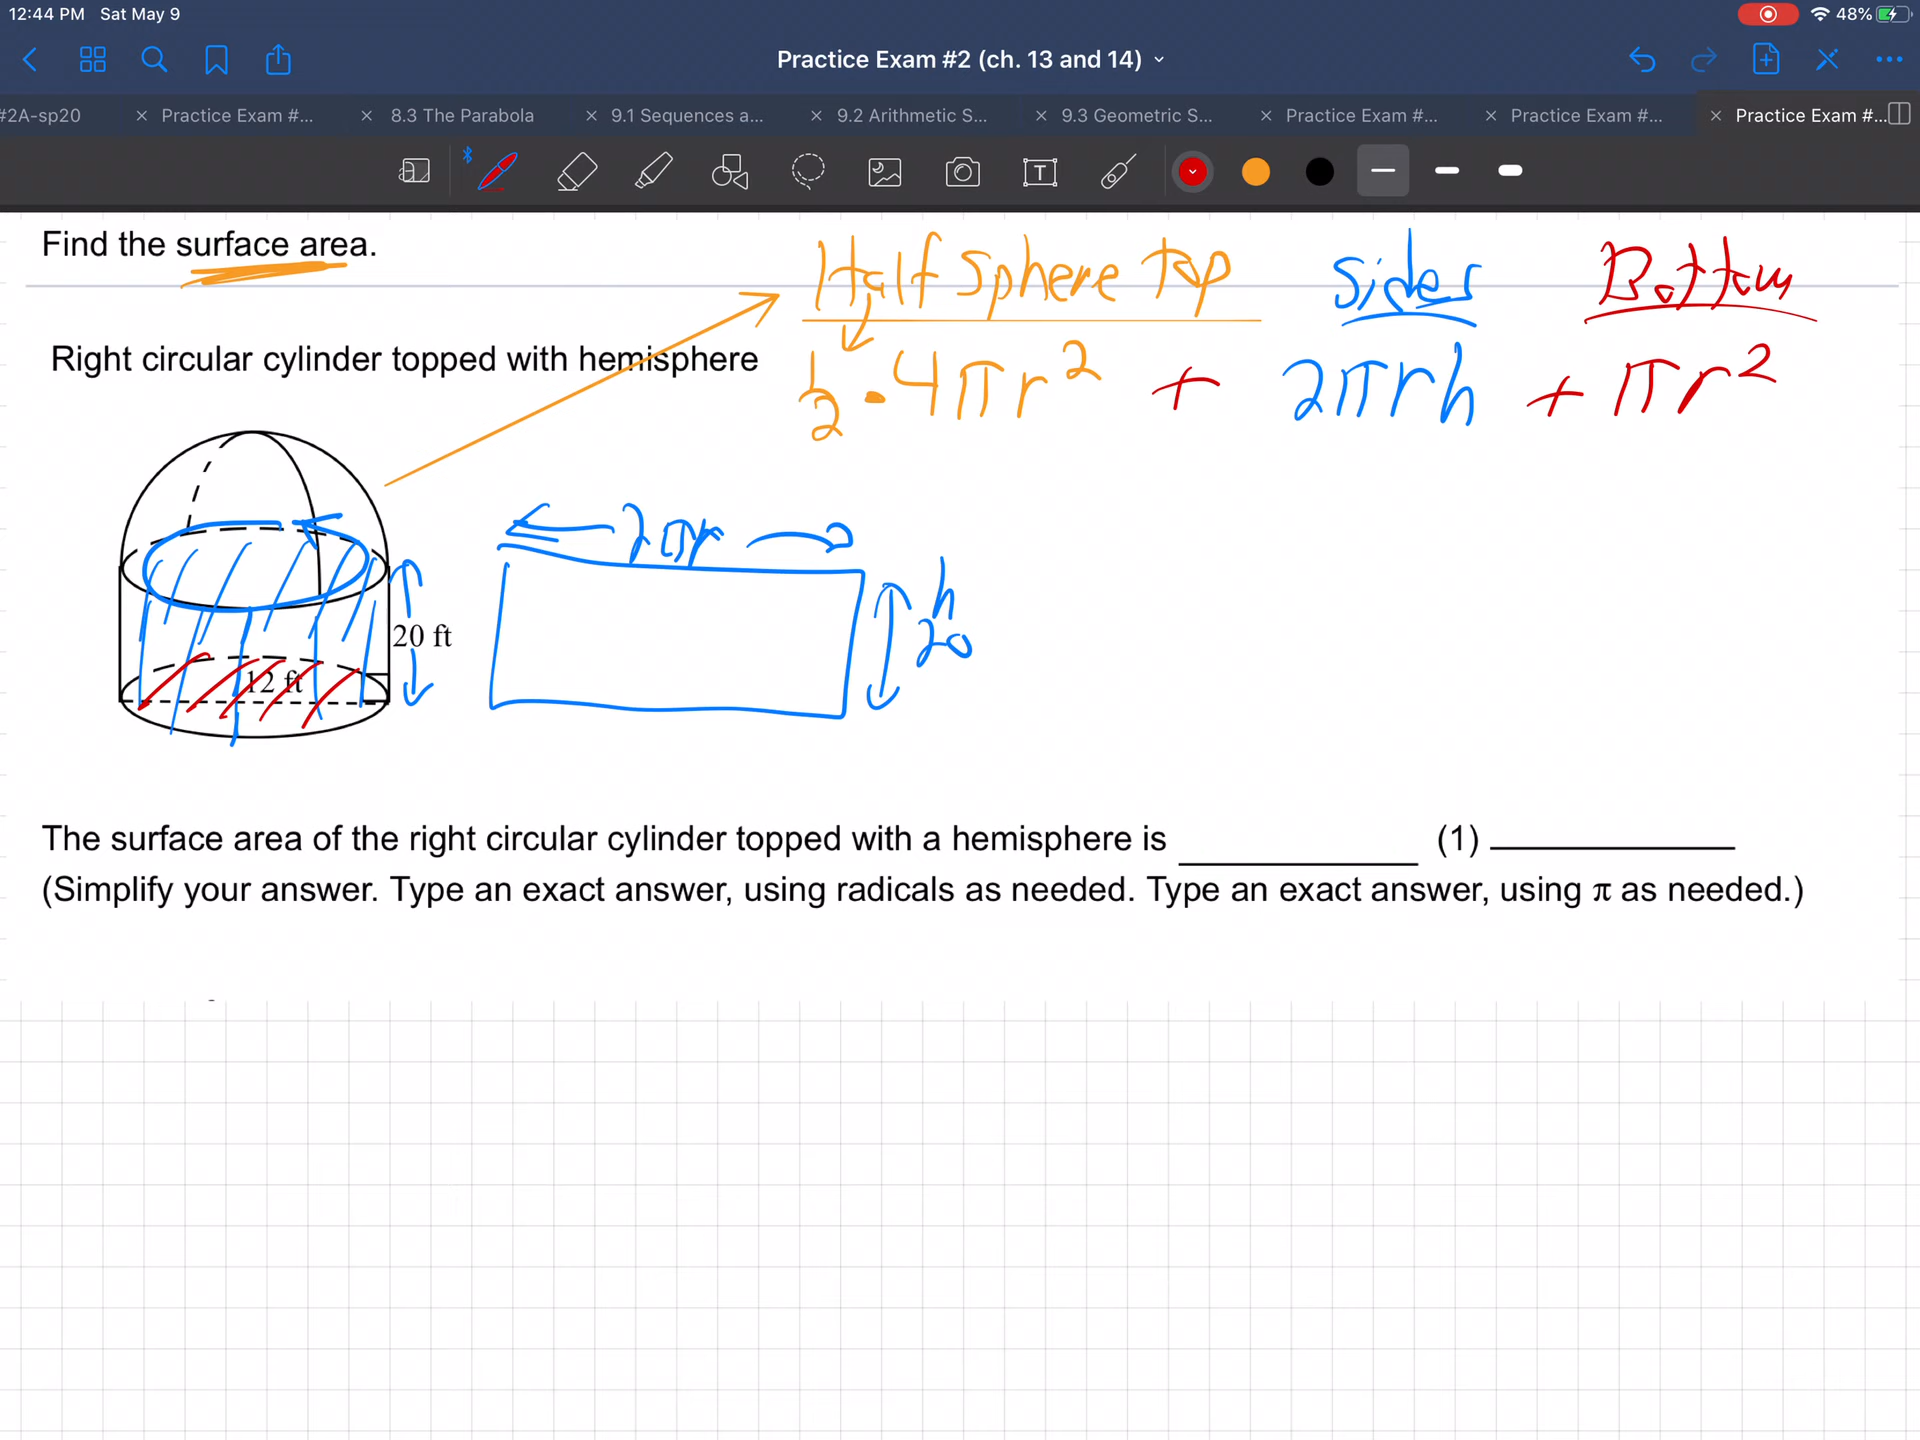 12:44 PM Sat May 9
48%
Practice Exam #2 (ch. 13 and 14)
#2A-sp20 × Practice Exam #... × 8.3 The Parabola × 9.1 Sequences a... × 9.2 Arithmetic S... × 9.3 Geometric S... × Practice Exam #... × Practice Exam #... × Practice Exam #...
T
Find the surface area.
Half Sphere Top Sides Bottom
Right circular cylinder topped with hemisphere
1/2 · 4πr² + 2πrh + πr²
2πr
20 ft
h
20
12 ft
The surface area of the right circular cylinder topped with a hemisphere is ________ (1) ________
(Simplify your answer. Type an exact answer, using radicals as needed. Type an exact answer, using π as needed.)